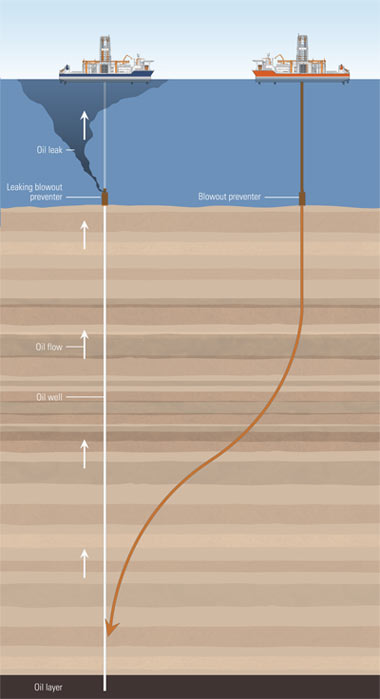 Oil leak
Leaking blowout
preventer
Blowout preventer
Oil flow
Oil well
Oil layer